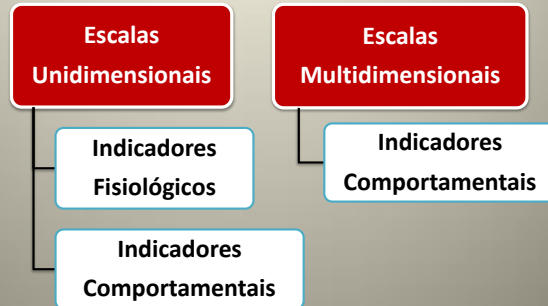 Escalas
Unidimensionais
Indicadores
Fisiológicos
Indicadores
Comportamentais
Escalas
Multidimensionais
Indicadores
Comportamentais